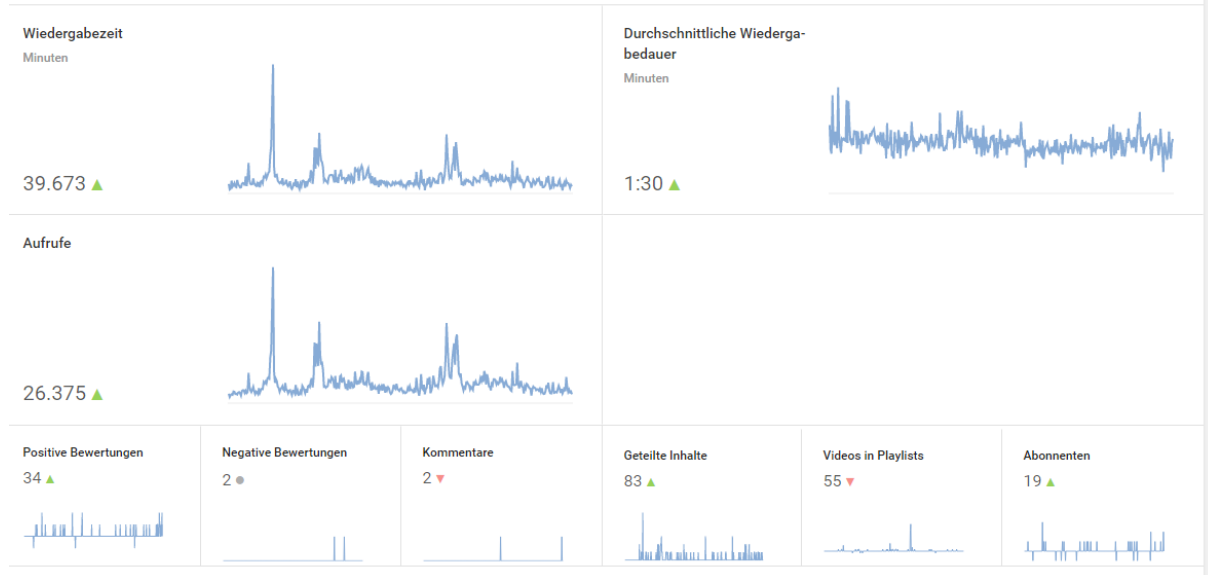 Wiedergabezeit
Minuten
39.673
Durchschnittliche Wiederga-
bedauer
Minuten
1:30
Aufrufe
26.375
Positive Bewertungen
34
Negative Bewertungen
2
Kommentare
2
Geteilte Inhalte
83
Videos in Playlists
55
Abonnenten
19